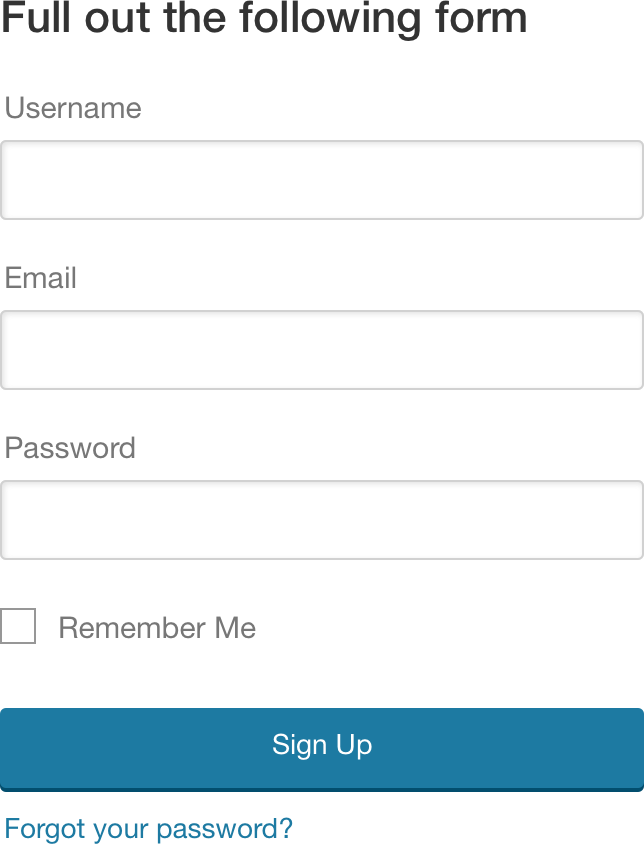 Full out the following form
Username
Email
Password
Remember Me
Sign Up
Forgot your password?